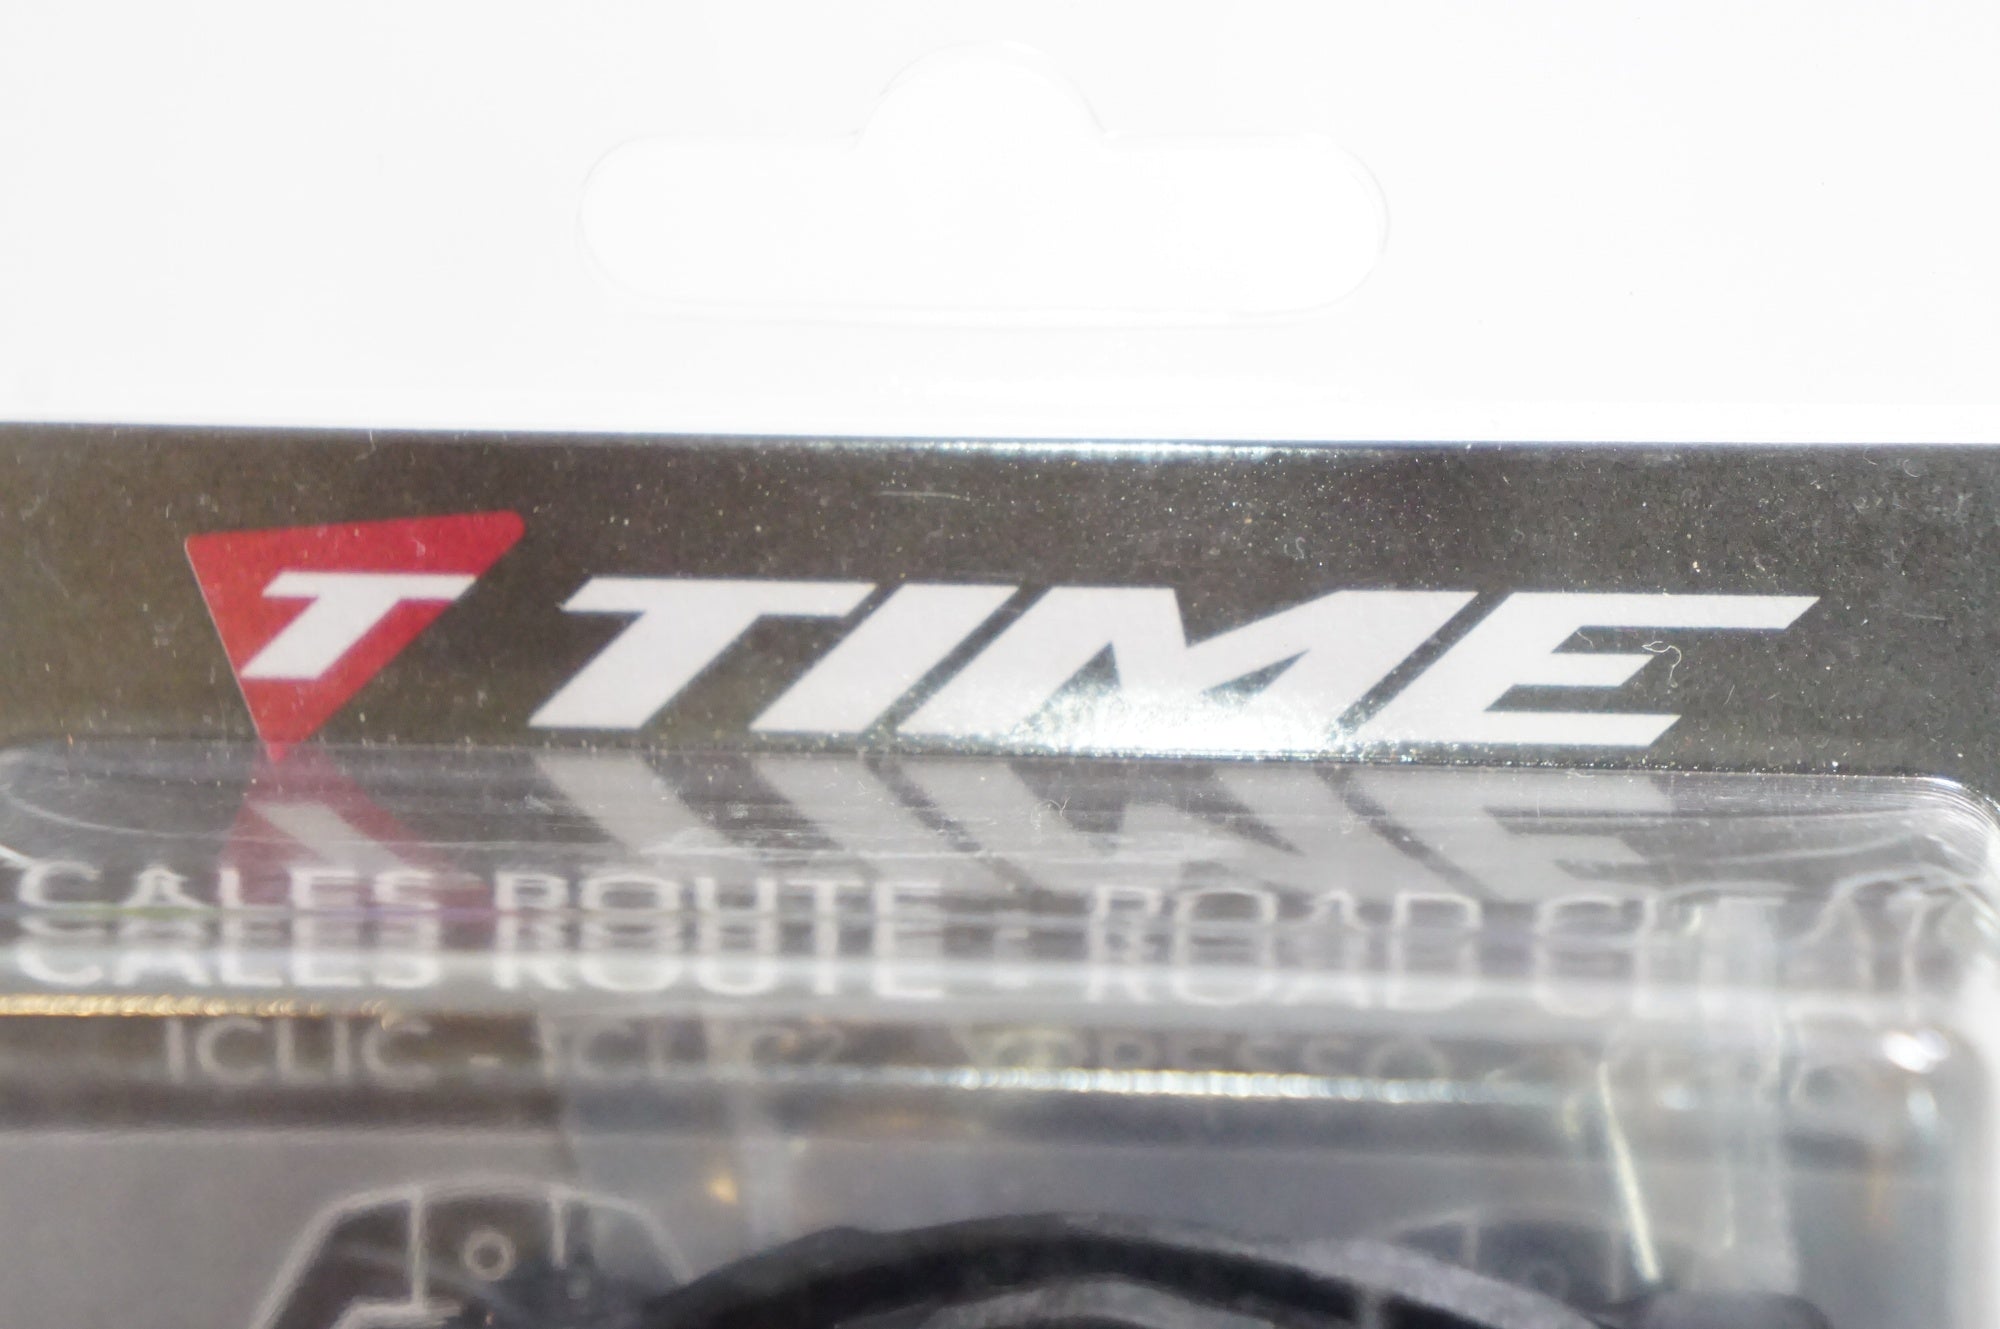 T TIME
CALES ROUTE - ROAD CLEATS
ICLIC - ICLIC2 - XPRESSO